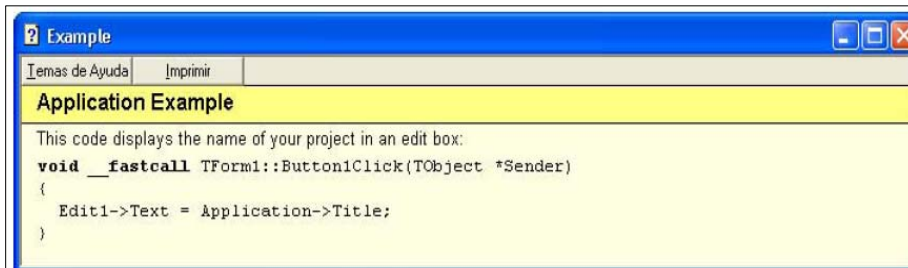 Example
Temas de Ayuda Imprimir
Application Example
This code displays the name of your project in an edit box:
void __fastcall TForm1::Button1Click(TObject *Sender)
{
Edit1->Text = Application->Title;
}